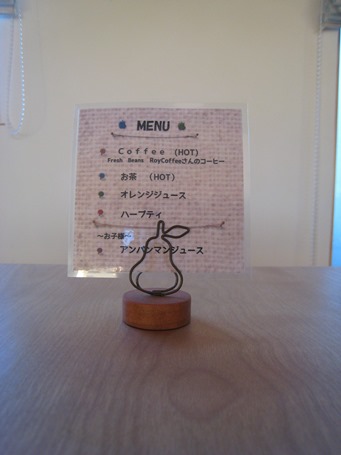 MENU
Coffee (HOT)
Fresh Beans RoyCoffeeさんのコーヒー
お茶 (HOT)
オレンジジュース
ハーブティ
～お子様～
アンパンマンジュース